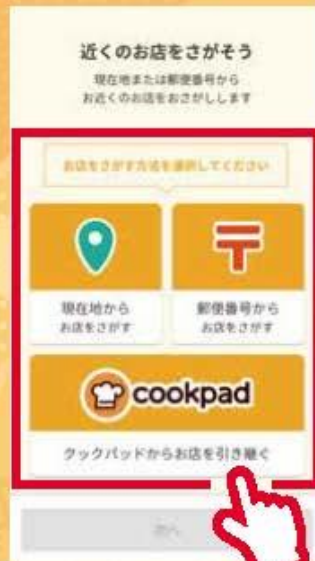 近くのお店をさがそう
現在地または郵便番号から
お近くのお店をおさがしします
お店をさがす方法を選択してください
現在地から
お店をさがす
郵便番号から
お店をさがす
cookpad
クックパッドからお店を引き継ぐ
次へ